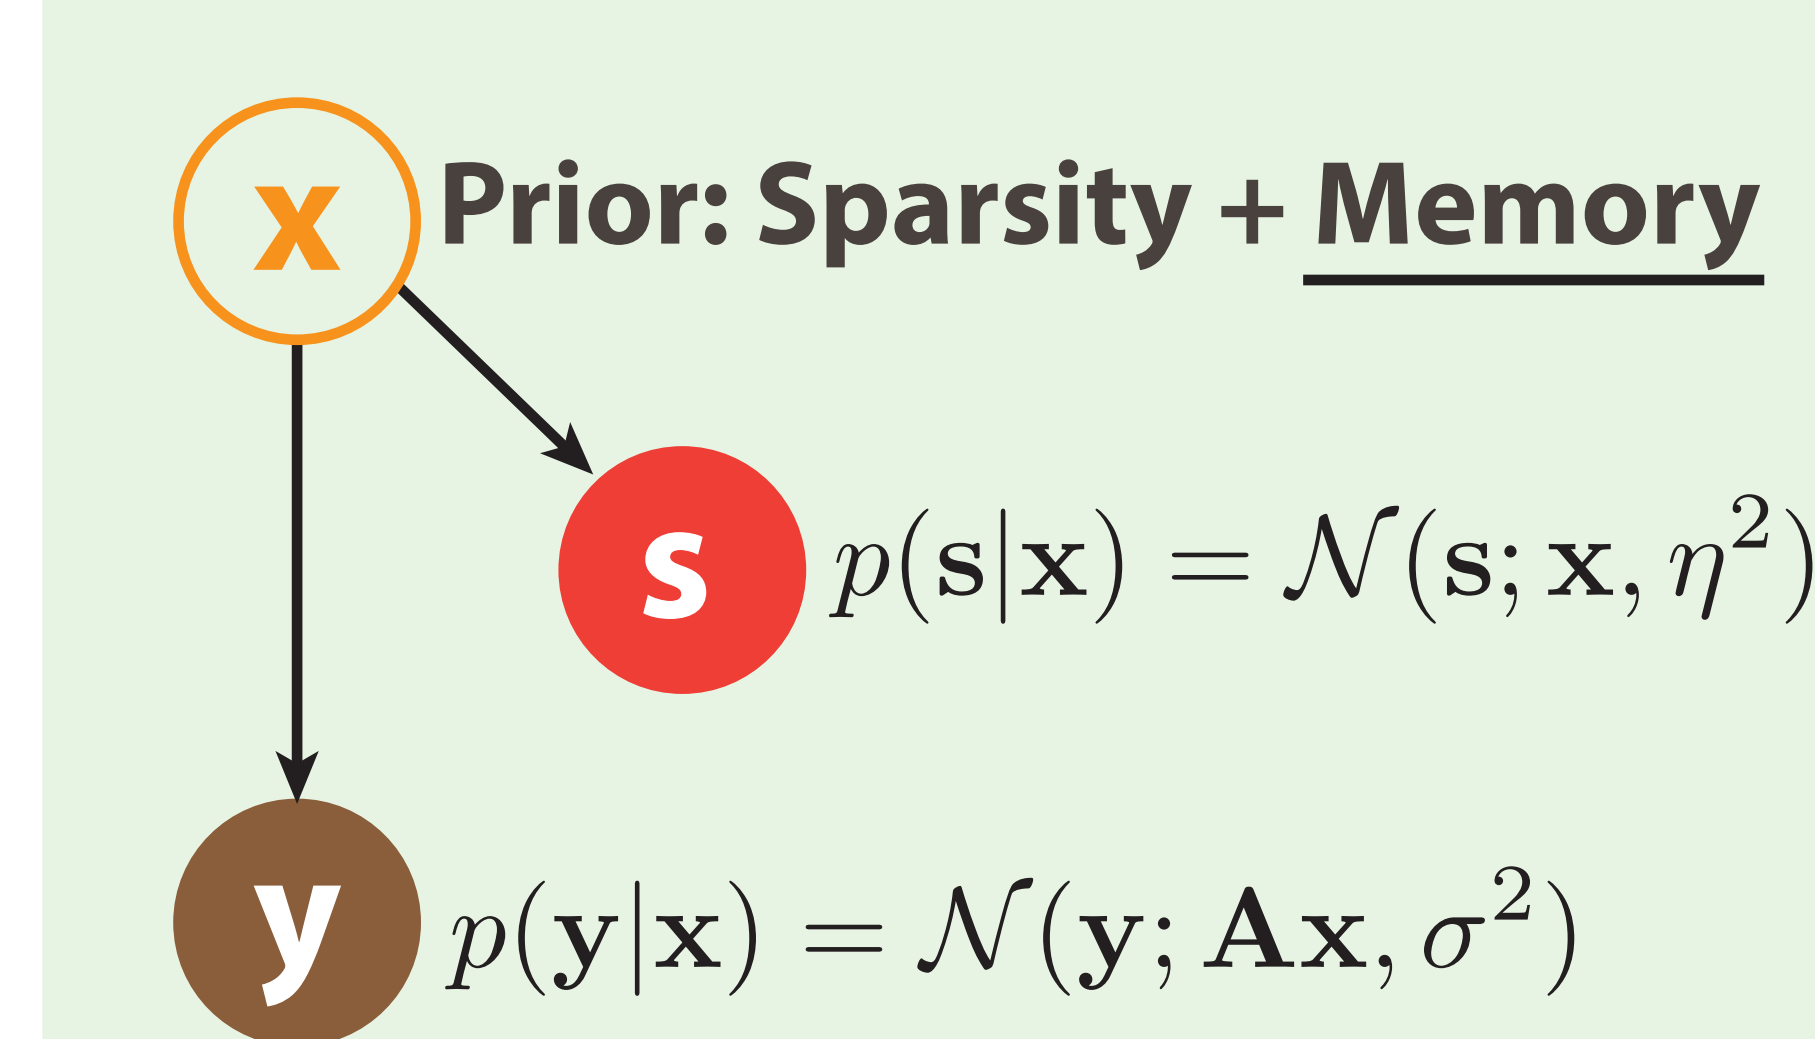 x Prior: Sparsity + Memory
s p(s|x) = 𝒩(s; x, η²)
y p(y|x) = 𝒩(y; Ax, σ²)